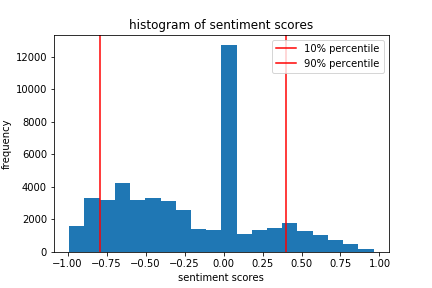 histogram of sentiment scores
10% percentile
90% percentile
12000
10000
8000
6000
4000
2000
0
frequency
−1.00 −0.75 −0.50 −0.25 0.00 0.25 0.50 0.75 1.00
sentiment scores